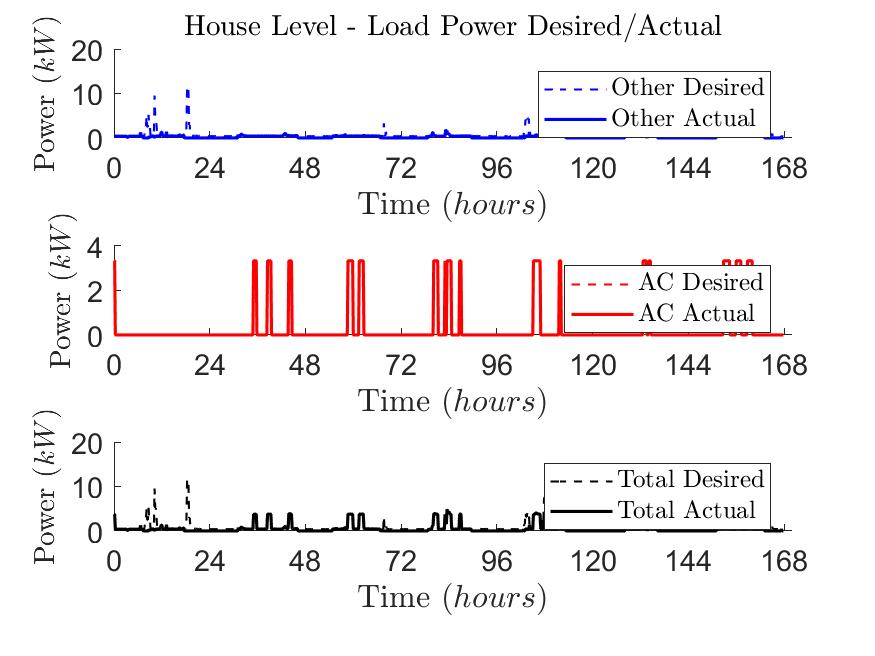 House Level - Load Power Desired/Actual
Power (kW)
20
10
0
Other Desired
Other Actual
0 24 48 72 96 120 144 168
Time (hours)
Power (kW)
4
2
0
AC Desired
AC Actual
0 24 48 72 96 120 144 168
Time (hours)
Power (kW)
20
10
0
Total Desired
Total Actual
0 24 48 72 96 120 144 168
Time (hours)